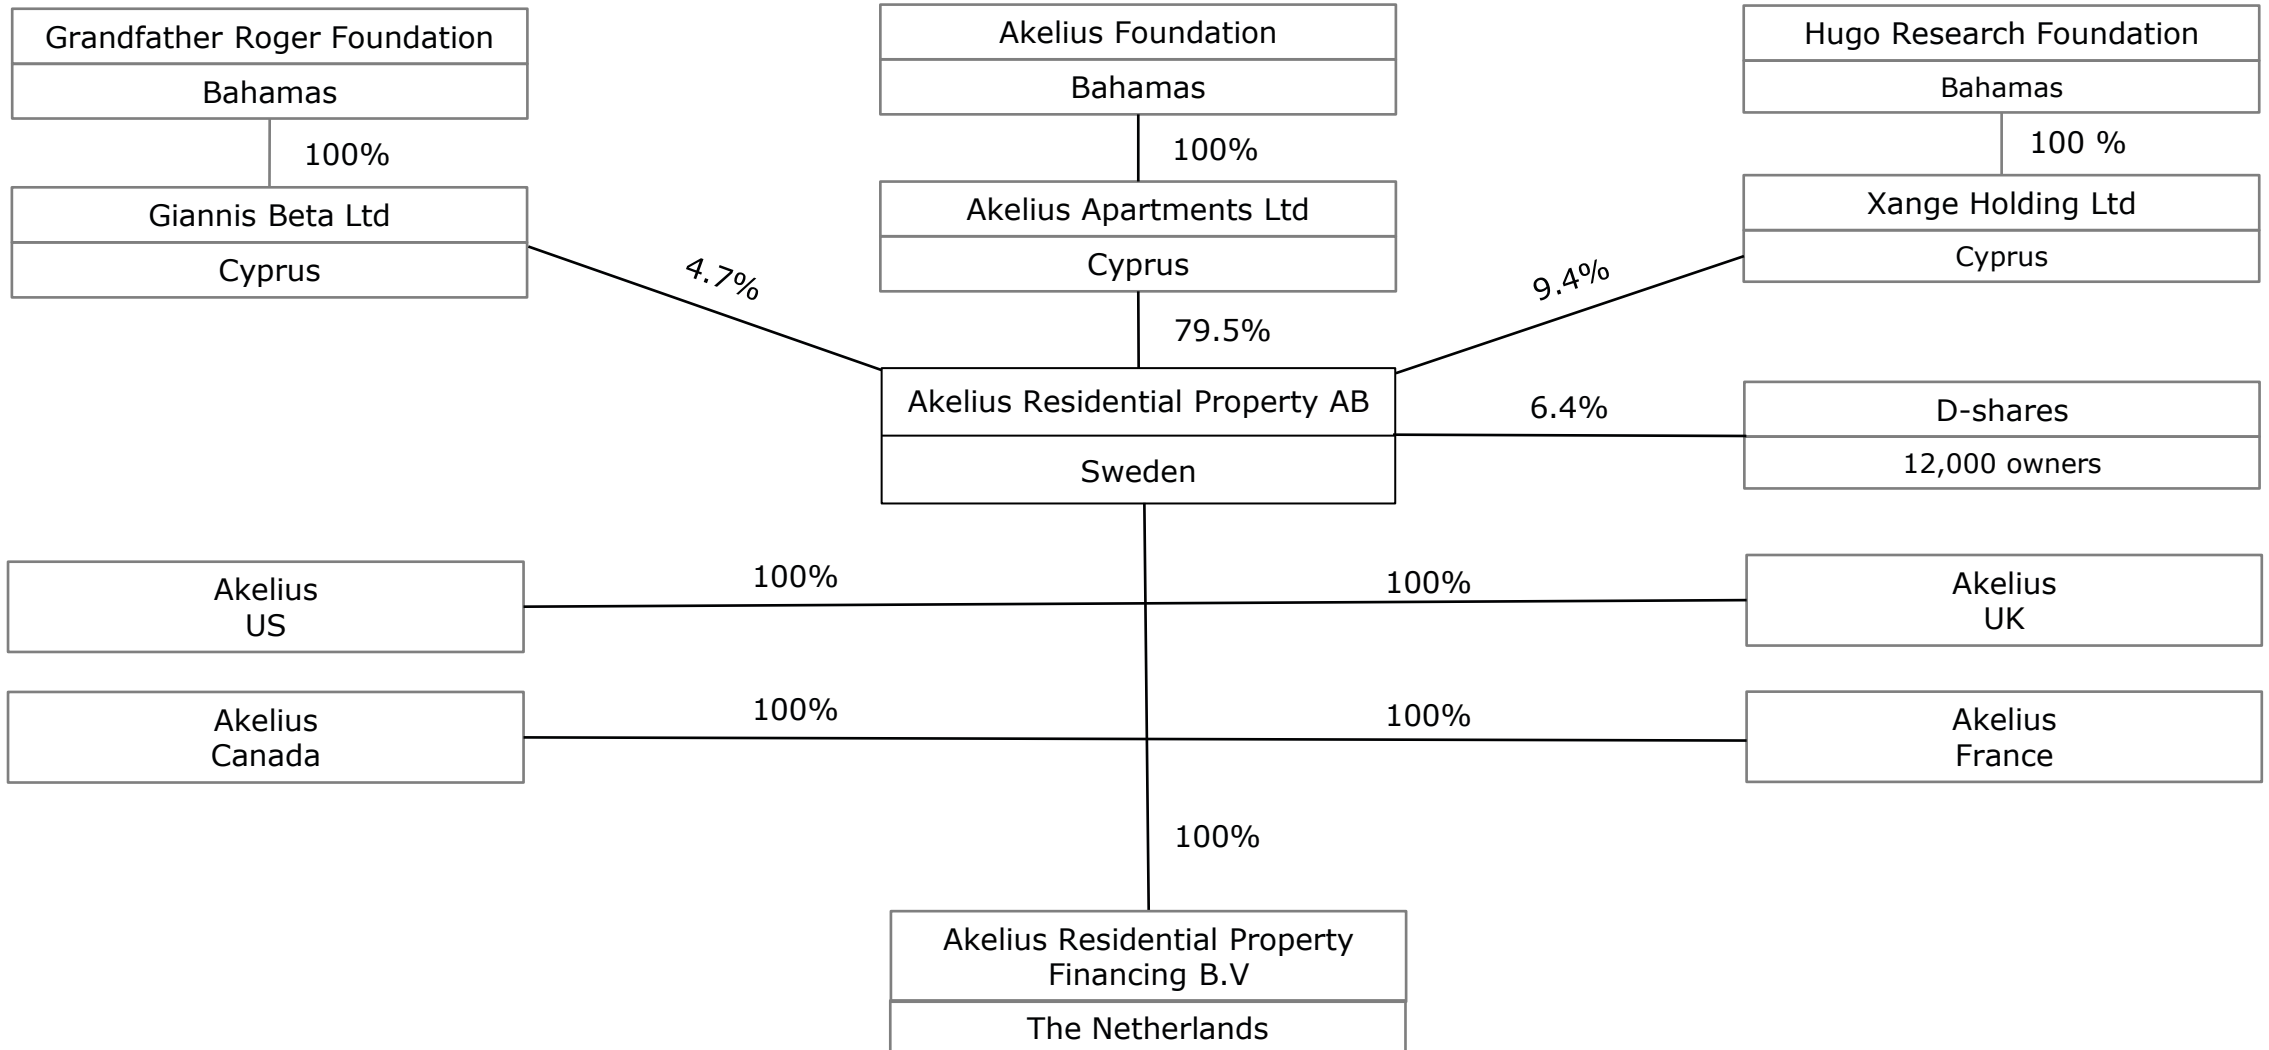 Grandfather Roger Foundation
Bahamas
100%
Giannis Beta Ltd
Cyprus
4.7%
Akelius Foundation
Bahamas
100%
Akelius Apartments Ltd
Cyprus
79.5%
Hugo Research Foundation
Bahamas
100 %
Xange Holding Ltd
Cyprus
9.4%
Akelius Residential Property AB
Sweden
6.4%
D-shares
12,000 owners
Akelius
US
100%
100%
Akelius
UK
Akelius
Canada
100%
100%
Akelius
France
100%
Akelius Residential Property
Financing B.V
The Netherlands